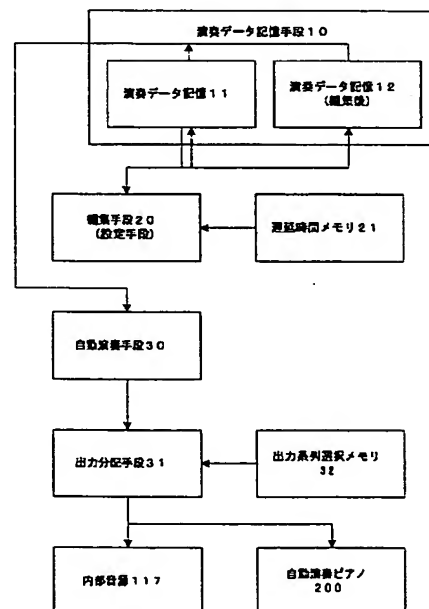 演奏データ記憶手段10
演奏データ記憶11
演奏データ記憶12
(編集後)
編集手段20
(設定手段)
遅延時間メモリ21
自動演奏手段30
出力分配手段31
出力系列選択メモリ
32
内部音源117
自動演奏ピアノ
200